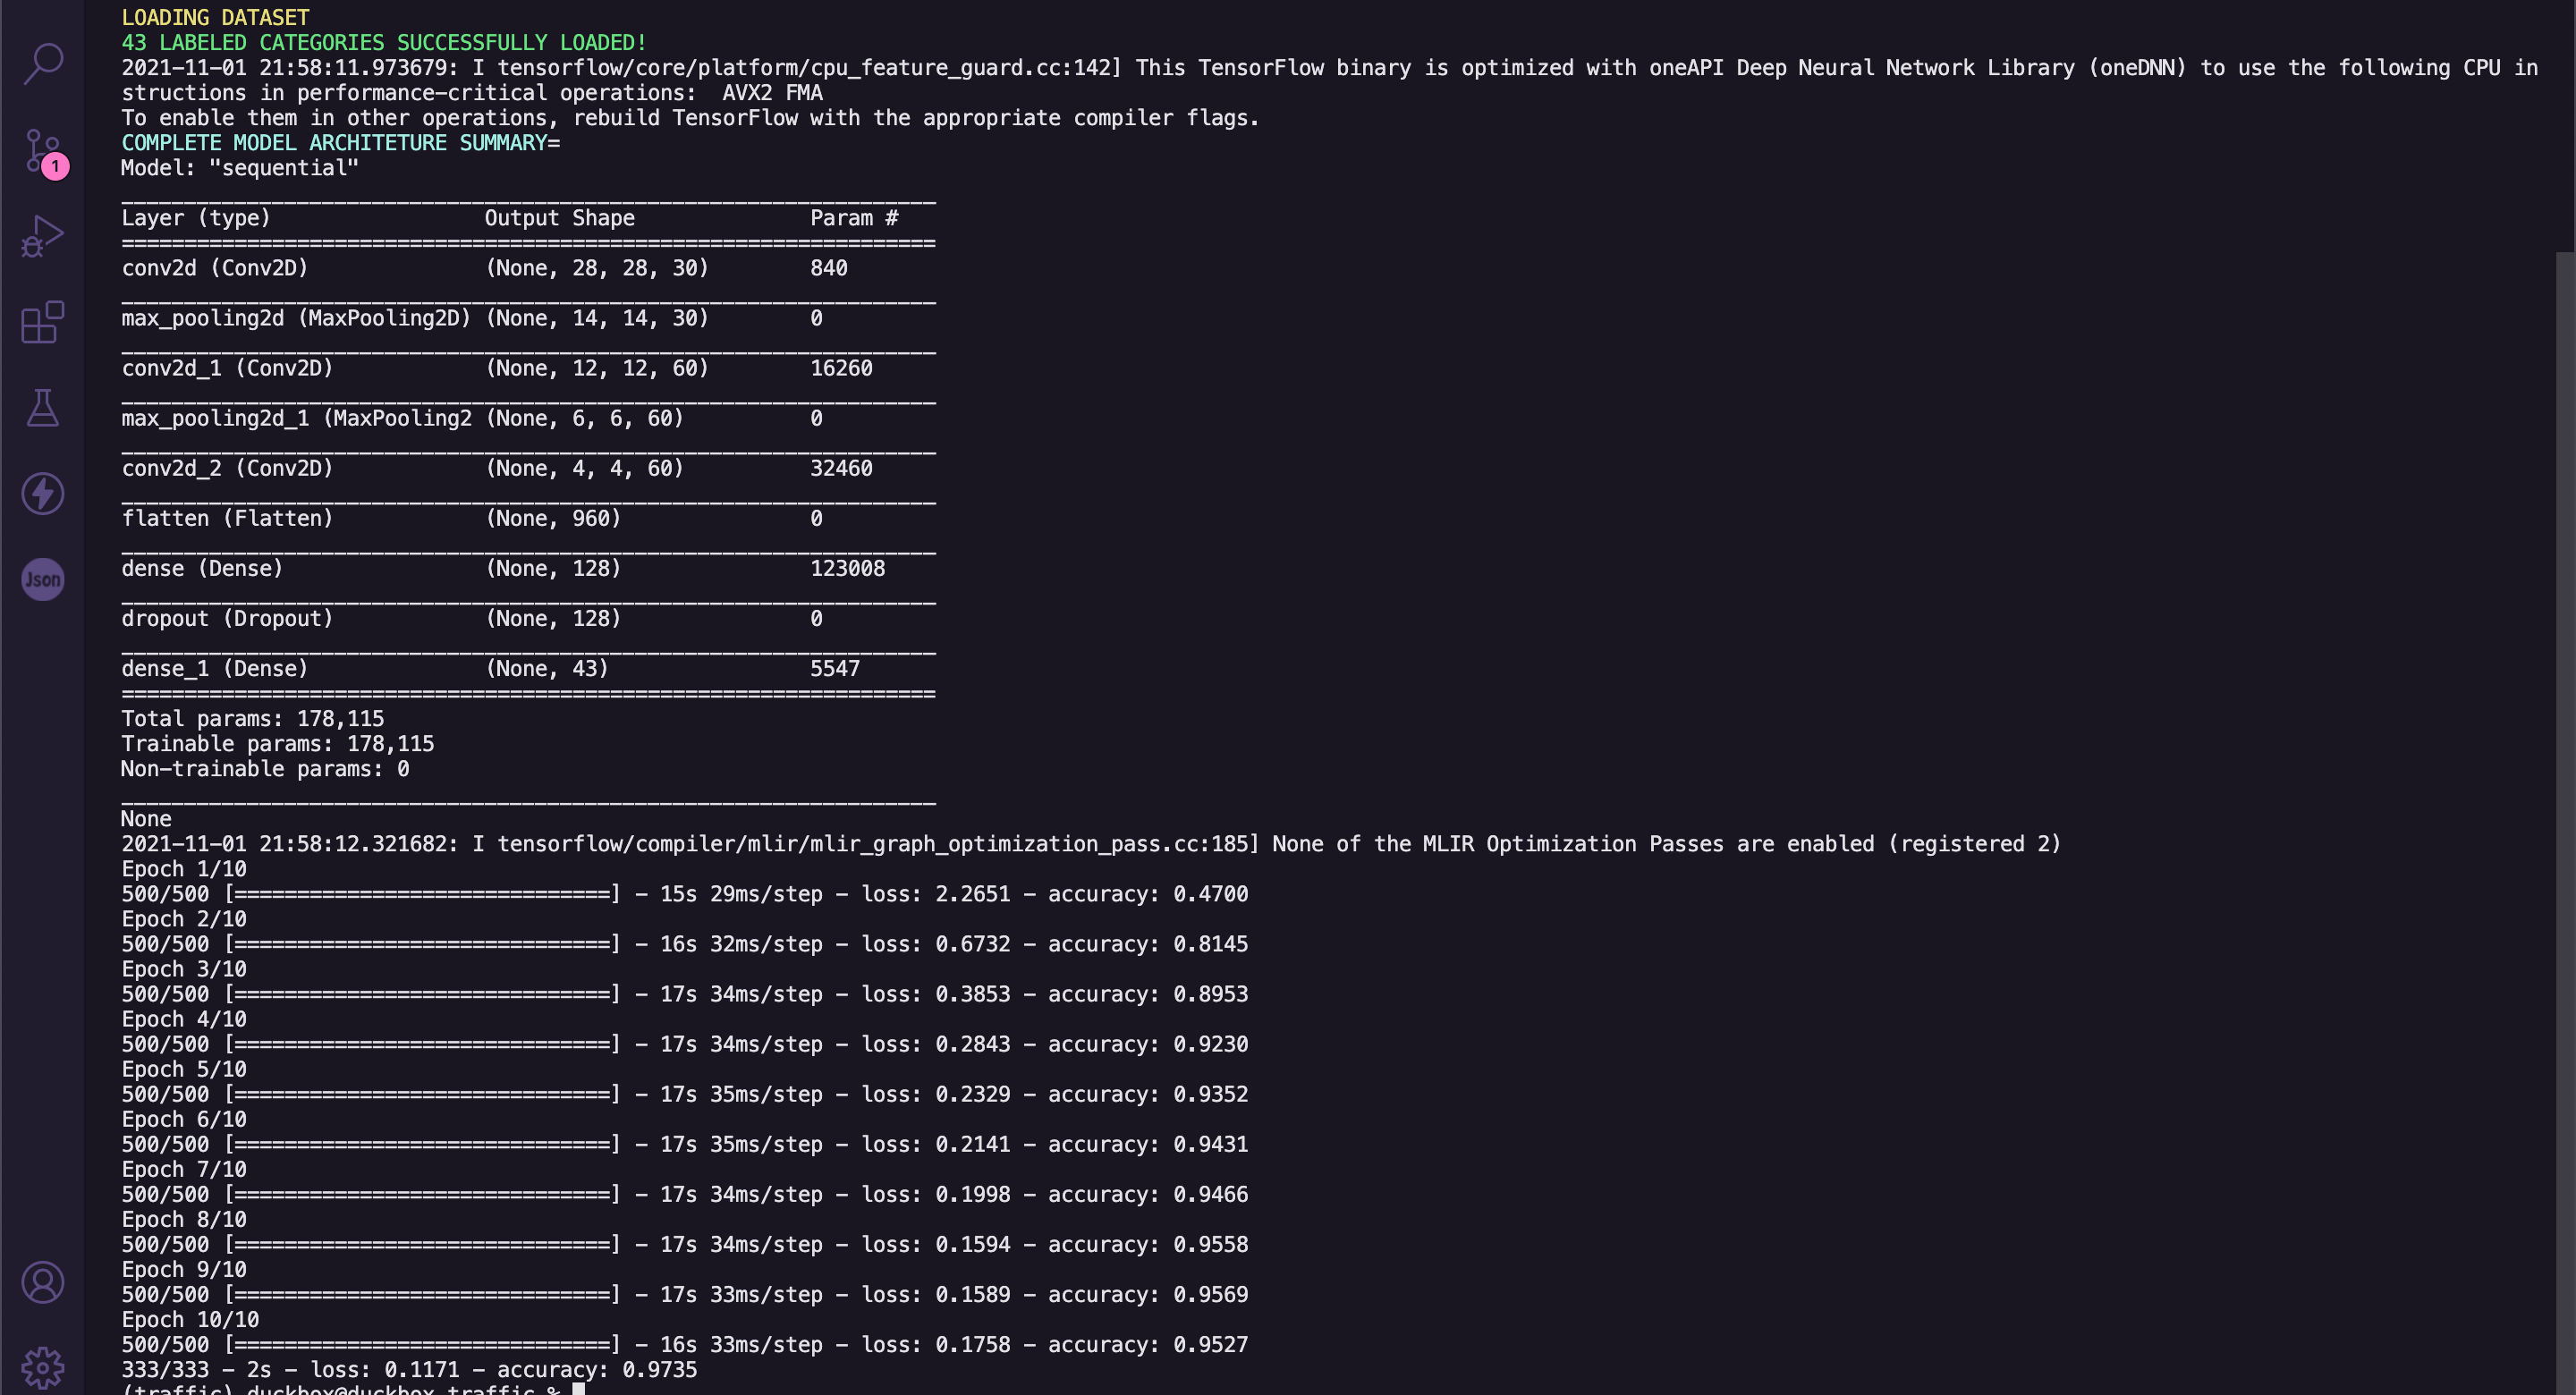 LOADING DATASET
43 LABELED CATEGORIES SUCCESSFULLY LOADED!
2021-11-01 21:58:11.973679: I tensorflow/core/platform/cpu_feature_guard.cc:142] This TensorFlow binary is optimized with oneAPI Deep Neural Network Library (oneDNN) to use the following CPU in
structions in performance-critical operations:  AVX2 FMA
To enable them in other operations, rebuild TensorFlow with the appropriate compiler flags.
COMPLETE MODEL ARCHITETURE SUMMARY=
Model: "sequential"
_________________________________________________________________
Layer (type)                 Output Shape              Param #
=================================================================
conv2d (Conv2D)              (None, 28, 28, 30)        840
_________________________________________________________________
max_pooling2d (MaxPooling2D) (None, 14, 14, 30)        0
_________________________________________________________________
conv2d_1 (Conv2D)            (None, 12, 12, 60)        16260
_________________________________________________________________
max_pooling2d_1 (MaxPooling2 (None, 6, 6, 60)          0
_________________________________________________________________
conv2d_2 (Conv2D)            (None, 4, 4, 60)          32460
_________________________________________________________________
flatten (Flatten)            (None, 960)               0
_________________________________________________________________
dense (Dense)                (None, 128)               123008
_________________________________________________________________
dropout (Dropout)            (None, 128)               0
_________________________________________________________________
dense_1 (Dense)              (None, 43)                5547
=================================================================
Total params: 178,115
Trainable params: 178,115
Non-trainable params: 0
_________________________________________________________________
None
2021-11-01 21:58:12.321682: I tensorflow/compiler/mlir/mlir_graph_optimization_pass.cc:185] None of the MLIR Optimization Passes are enabled (registered 2)
Epoch 1/10
500/500 [==============================] - 15s 29ms/step - loss: 2.2651 - accuracy: 0.4700
Epoch 2/10
500/500 [==============================] - 16s 32ms/step - loss: 0.6732 - accuracy: 0.8145
Epoch 3/10
500/500 [==============================] - 17s 34ms/step - loss: 0.3853 - accuracy: 0.8953
Epoch 4/10
500/500 [==============================] - 17s 34ms/step - loss: 0.2843 - accuracy: 0.9230
Epoch 5/10
500/500 [==============================] - 17s 35ms/step - loss: 0.2329 - accuracy: 0.9352
Epoch 6/10
500/500 [==============================] - 17s 35ms/step - loss: 0.2141 - accuracy: 0.9431
Epoch 7/10
500/500 [==============================] - 17s 34ms/step - loss: 0.1998 - accuracy: 0.9466
Epoch 8/10
500/500 [==============================] - 17s 34ms/step - loss: 0.1594 - accuracy: 0.9558
Epoch 9/10
500/500 [==============================] - 17s 33ms/step - loss: 0.1589 - accuracy: 0.9569
Epoch 10/10
500/500 [==============================] - 16s 33ms/step - loss: 0.1758 - accuracy: 0.9527
333/333 - 2s - loss: 0.1171 - accuracy: 0.9735
(traffic) duckbox@duckbox traffic %
1
Json